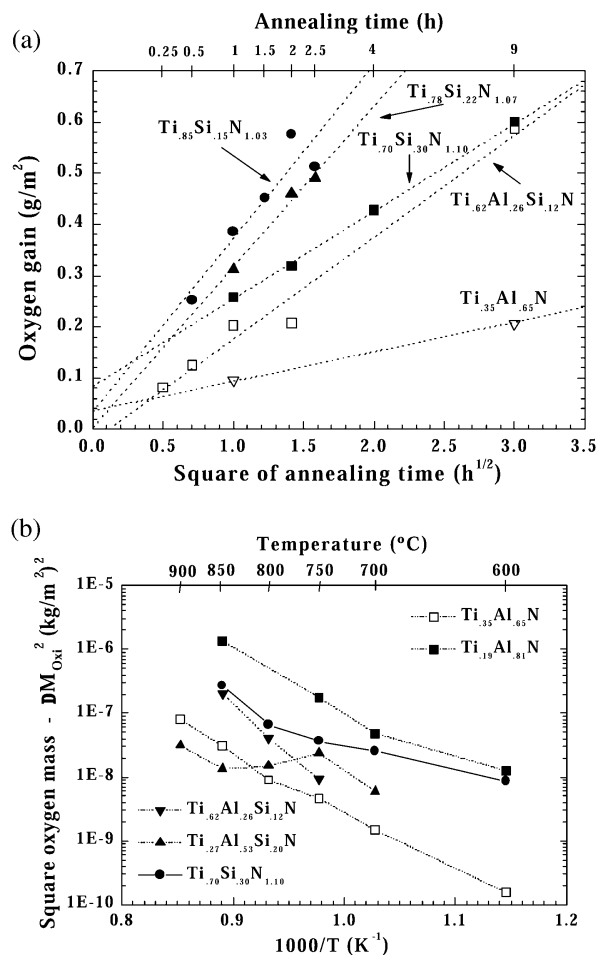 (a)
Annealing time (h)
0.25 0.5 1 1.5 2 2.5 4 9
0.7
0.6
0.5
0.4
0.3
0.2
0.1
0.0
Oxygen gain (g/m²)
Ti.85Si.15N1.03
Ti.78Si.22N1.07
Ti.70Si.30N1.10
Ti.62Al.26Si.12N
Ti.35Al.65N
0.0 0.5 1.0 1.5 2.0 2.5 3.0 3.5
Square of annealing time (h1/2)
(b)
Temperature (ºC)
900 850 800 750 700 600
1E-5
1E-6
1E-7
1E-8
1E-9
1E-10
Square oxygen mass - DMOxi² (kg/m²)²
Ti.35Al.65N
Ti.19Al.81N
Ti.62Al.26Si.12N
Ti.27Al.53Si.20N
Ti.70Si.30N1.10
0.8 0.9 1.0 1.1 1.2
1000/T (K-1)